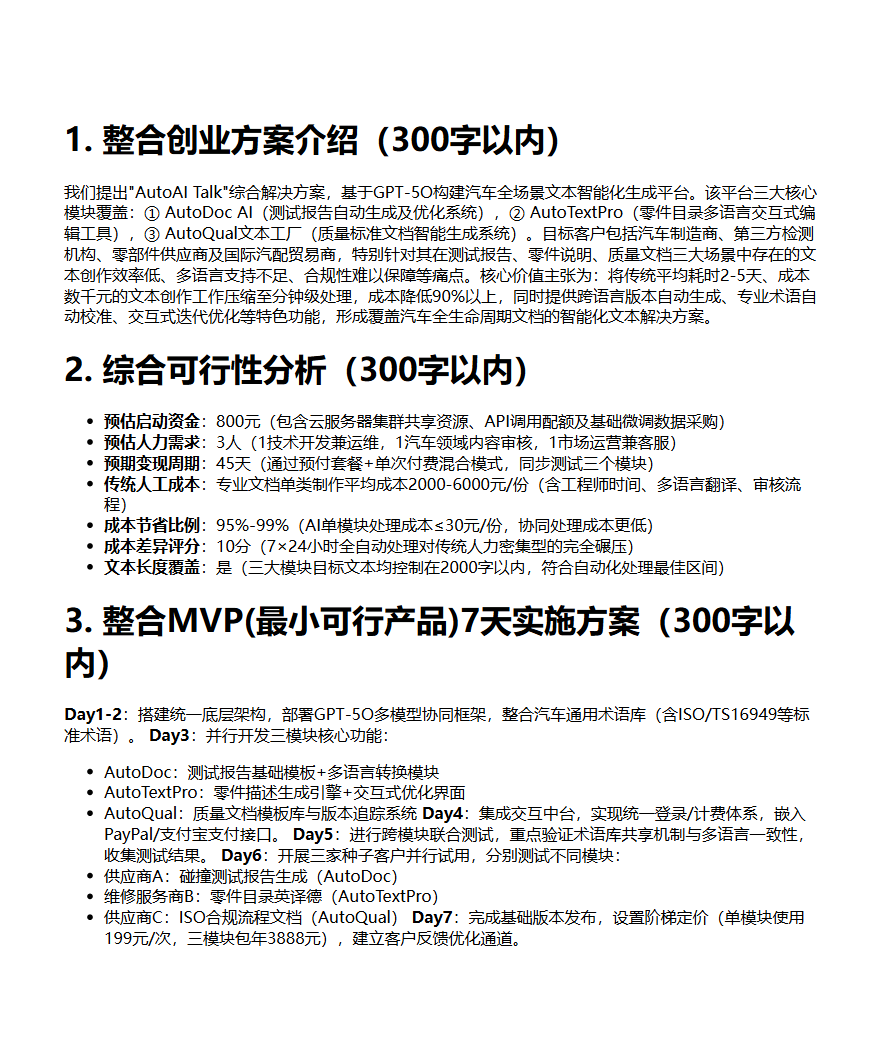 1. 整合创业方案介绍（300字以内）
我们提出"AutoAI Talk"综合解决方案，基于GPT-5O构建汽车全场景文本智能化生成平台。该平台三大核心
模块覆盖：① AutoDoc AI（测试报告自动生成及优化系统），② AutoTextPro（零件目录多语言交互式编
辑工具），③ AutoQual文本工厂（质量标准文档智能生成系统）。目标客户包括汽车制造商、第三方检测
机构、零部件供应商及国际汽配贸易商，特别针对其在测试报告、零件说明、质量文档三大场景中存在的文
本创作效率低、多语言支持不足、合规性难以保障等痛点。核心价值主张为：将传统平均耗时2-5天、成本
数千元的文本创作工作压缩至分钟级处理，成本降低90%以上，同时提供跨语言版本自动生成、专业术语自
动校准、交互式迭代优化等特色功能，形成覆盖汽车全生命周期文档的智能化文本解决方案。
2. 综合可行性分析（300字以内）
• 预估启动资金：800元（包含云服务器集群共享资源、API调用配额及基础微调数据采购）
• 预估人力需求：3人（1技术开发兼运维，1汽车领域内容审核，1市场运营兼客服）
• 预期变现周期：45天（通过预付套餐+单次付费混合模式，同步测试三个模块）
• 传统人工成本：专业文档单类制作平均成本2000-6000元/份（含工程师时间、多语言翻译、审核流
程）
• 成本节省比例：95%-99%（AI单模块处理成本≤30元/份，协同处理成本更低）
• 成本差异评分：10分（7×24小时全自动处理对传统人力密集型的完全碾压）
• 文本长度覆盖：是（三大模块目标文本均控制在2000字以内，符合自动化处理最佳区间）
3. 整合MVP(最小可行产品)7天实施方案（300字以
内）
Day1-2：搭建统一底层架构，部署GPT-5O多模型协同框架，整合汽车通用术语库（含ISO/TS16949等标
准术语）。 Day3：并行开发三模块核心功能：
• AutoDoc：测试报告基础模板+多语言转换模块
• AutoTextPro：零件描述生成引擎+交互式优化界面
• AutoQual：质量文档模板库与版本追踪系统 Day4：集成交互中台，实现统一登录/计费体系，嵌入
PayPal/支付宝支付接口。 Day5：进行跨模块联合测试，重点验证术语库共享机制与多语言一致性，
收集测试结果。 Day6：开展三家种子客户并行试用，分别测试不同模块：
• 供应商A：碰撞测试报告生成（AutoDoc）
• 维修服务商B：零件目录英译德（AutoTextPro）
• 供应商C：ISO合规流程文档（AutoQual） Day7：完成基础版本发布，设置阶梯定价（单模块使用
199元/次，三模块包年3888元），建立客户反馈优化通道。